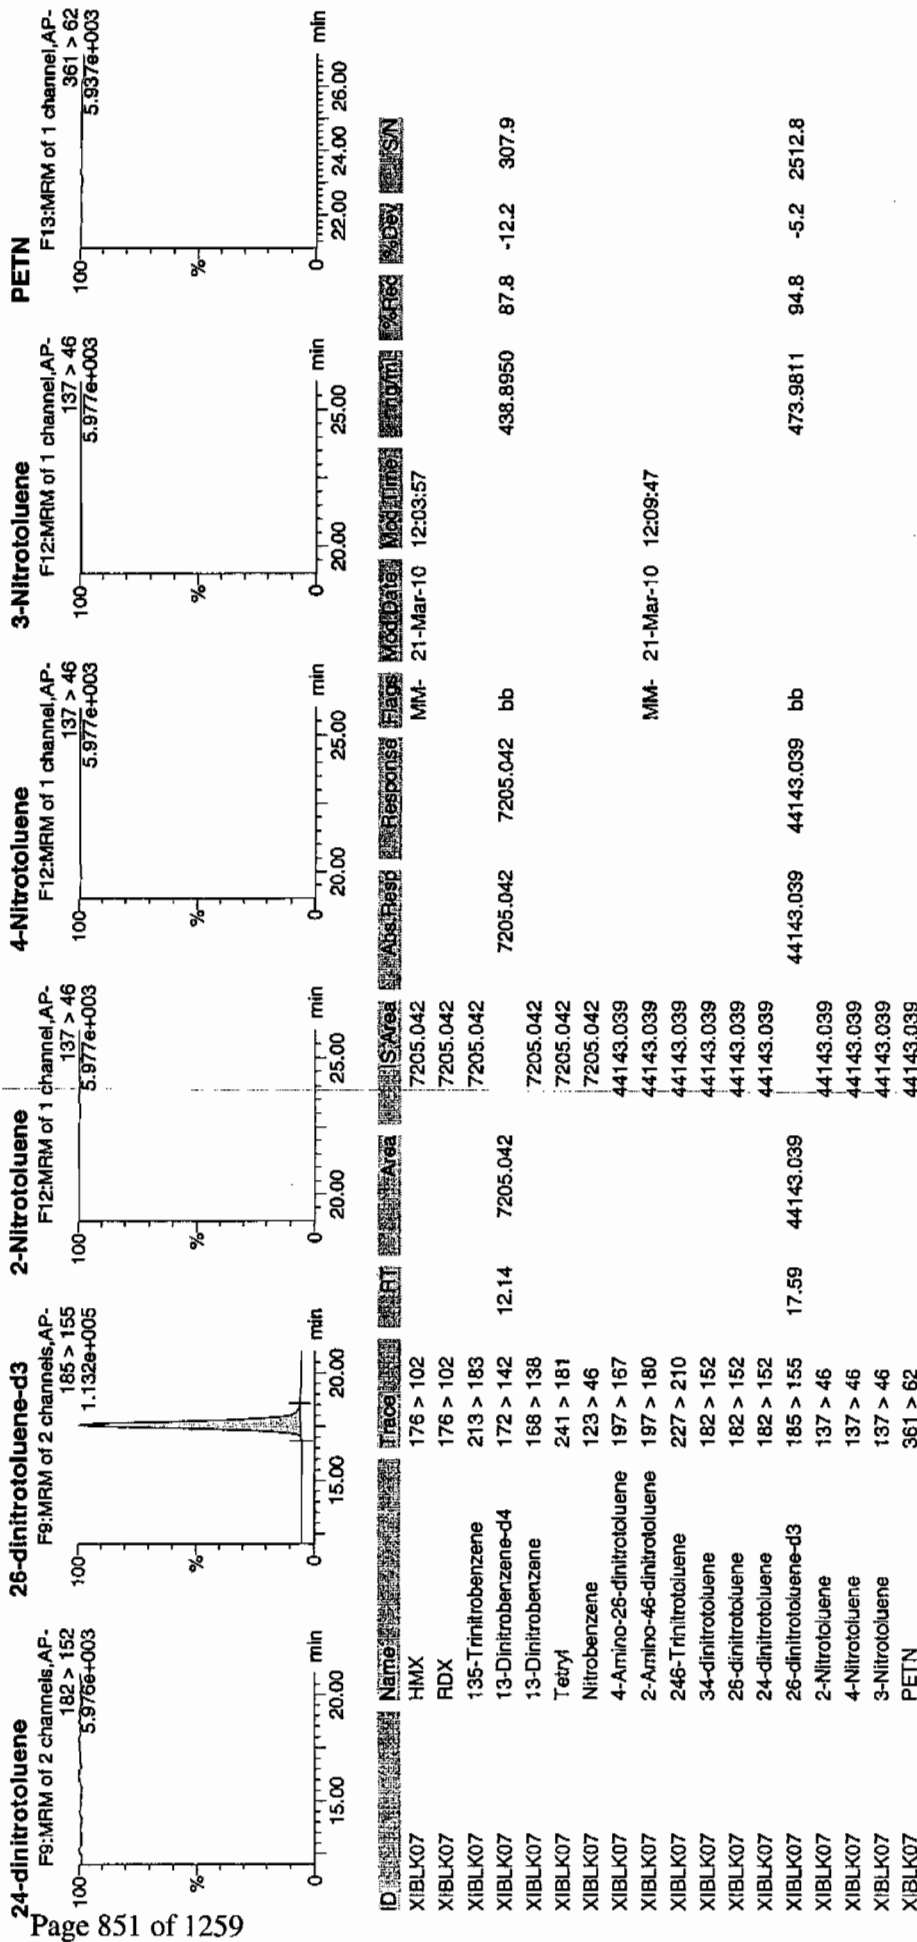 24-dinitrotoluene
F9:MRM of 2 channels,AP-
182 > 152
5.976e+003
100
%
0
15.00 20.00 min
26-dinitrotoluene-d3
F9:MRM of 2 channels,AP-
185 > 155
1.132e+005
100
%
0
15.00 20.00 min
2-Nitrotoluene
F12:MRM of 1 channel,AP-
137 > 46
5.977e+003
100
%
0
20.00 25.00 min
4-Nitrotoluene
F12:MRM of 1 channel,AP-
137 > 46
5.977e+003
100
%
0
20.00 25.00 min
3-Nitrotoluene
F12:MRM of 1 channel,AP-
137 > 46
5.977e+003
100
%
0
20.00 25.00 min
PETN
F13:MRM of 1 channel,AP-
361 > 62
5.937e+003
100
%
0
22.00 24.00 26.00 min
ID Name Trace RT Area IS Area Abs.Resp Response Flags Mod.Date Mod.Time ng/ml %Rec %Dev S/N
XIBLK07 HMX 176 > 102 7205.042 MM- 21-Mar-10 12:03:57
XIBLK07 RDX 176 > 102 7205.042
XIBLK07 135-Trinitrobenzene 213 > 183 7205.042
XIBLK07 13-Dinitrobenzene-d4 172 > 142 12.14 7205.042 7205.042 7205.042 bb 438.8950 87.8 -12.2 307.9
XIBLK07 13-Dinitrobenzene 168 > 138 7205.042
XIBLK07 Tetryl 241 > 181 7205.042
XIBLK07 Nitrobenzene 123 > 46 7205.042
XIBLK07 4-Amino-26-dinitrotoluene 197 > 167 44143.039
XIBLK07 2-Amino-46-dinitrotoluene 197 > 180 44143.039 MM- 21-Mar-10 12:09:47
XIBLK07 246-Trinitrotoluene 227 > 210 44143.039
XIBLK07 34-dinitrotoluene 182 > 152 44143.039
XIBLK07 26-dinitrotoluene 182 > 152 44143.039
XIBLK07 24-dinitrotoluene 182 > 152 44143.039
XIBLK07 26-dinitrotoluene-d3 185 > 155 17.59 44143.039 44143.039 44143.039 bb 473.9811 94.8 -5.2 2512.8
XIBLK07 2-Nitrotoluene 137 > 46 44143.039
XIBLK07 4-Nitrotoluene 137 > 46 44143.039
XIBLK07 3-Nitrotoluene 137 > 46 44143.039
XIBLK07 PETN 361 > 62 44143.039
Page 851 of 1259